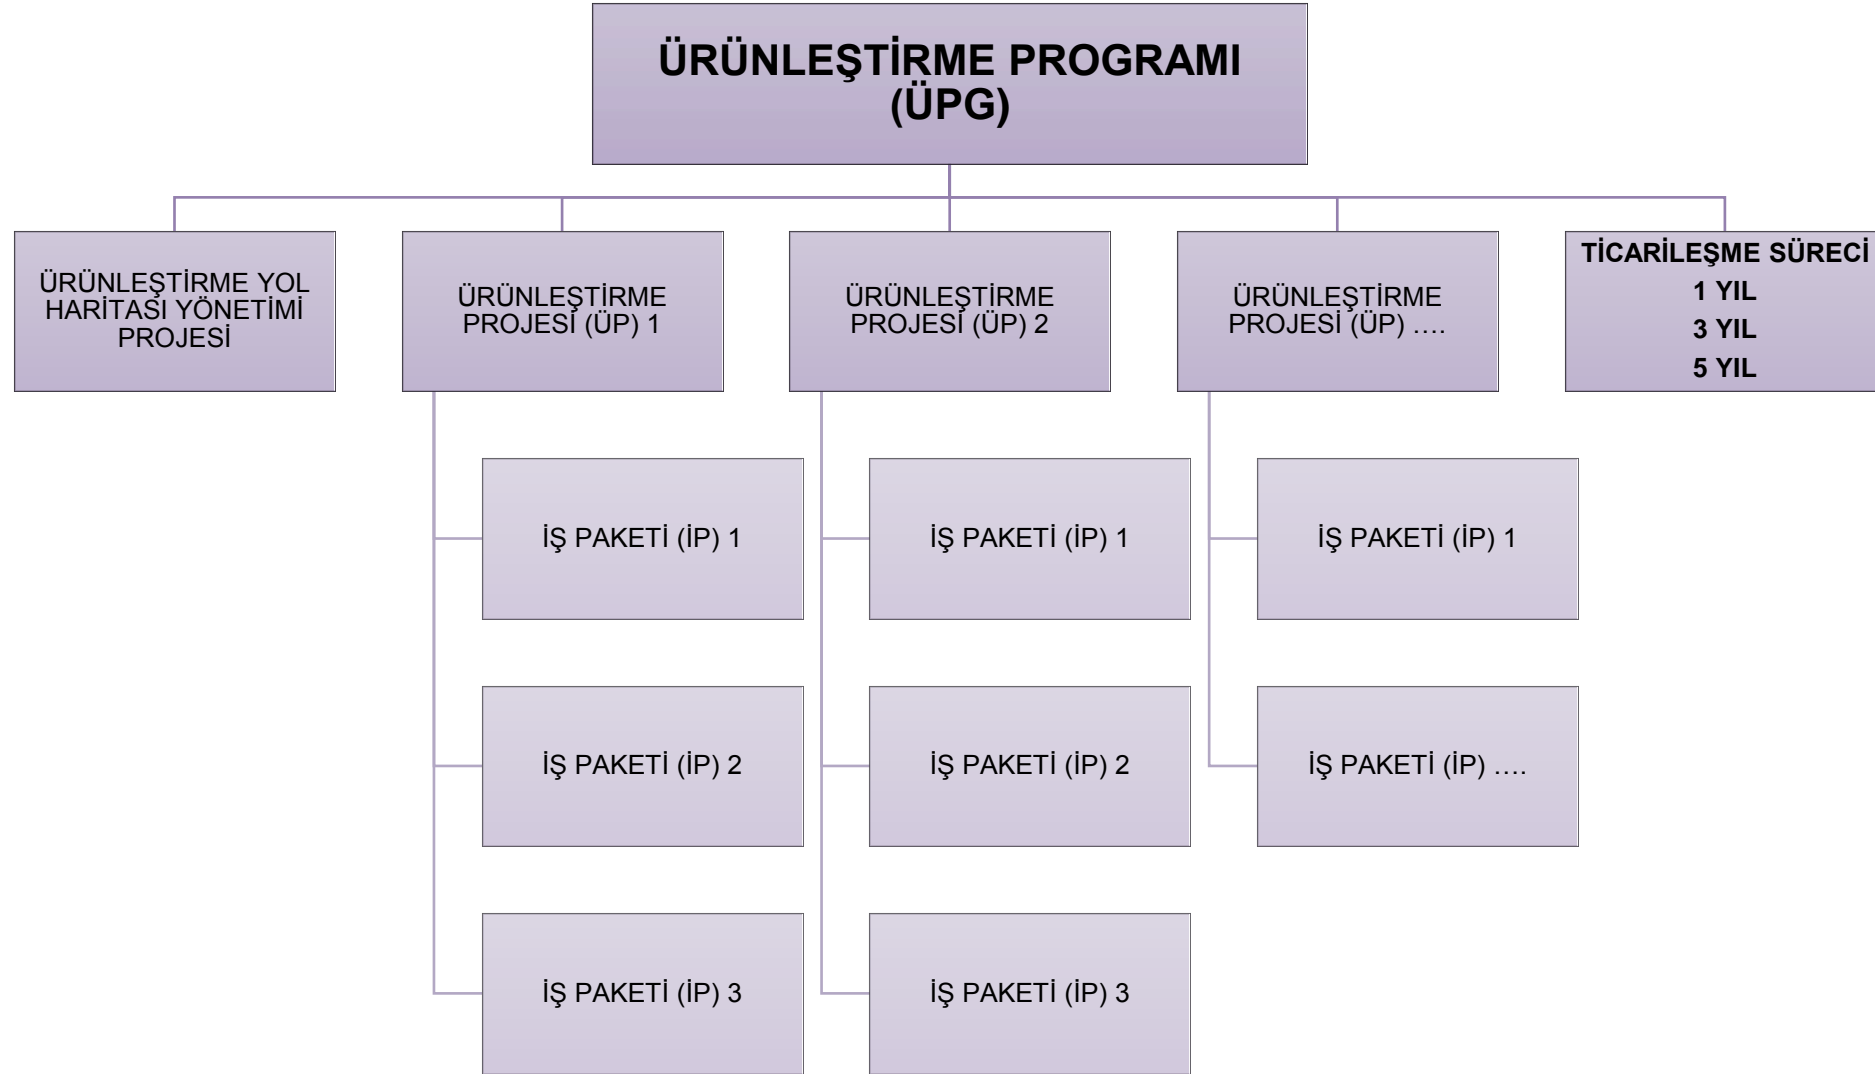 ÜRÜNLEŞTİRME PROGRAMI
(ÜPG)
ÜRÜNLEŞTİRME YOL
HARİTASI YÖNETİMİ
PROJESİ
ÜRÜNLEŞTİRME
PROJESİ (ÜP) 1
ÜRÜNLEŞTİRME
PROJESİ (ÜP) 2
ÜRÜNLEŞTİRME
PROJESİ (ÜP) ….
TİCARİLEŞME SÜRECİ
1 YIL
3 YIL
5 YIL
İŞ PAKETİ (İP) 1
İŞ PAKETİ (İP) 1
İŞ PAKETİ (İP) 1
İŞ PAKETİ (İP) 2
İŞ PAKETİ (İP) 2
İŞ PAKETİ (İP) ….
İŞ PAKETİ (İP) 3
İŞ PAKETİ (İP) 3